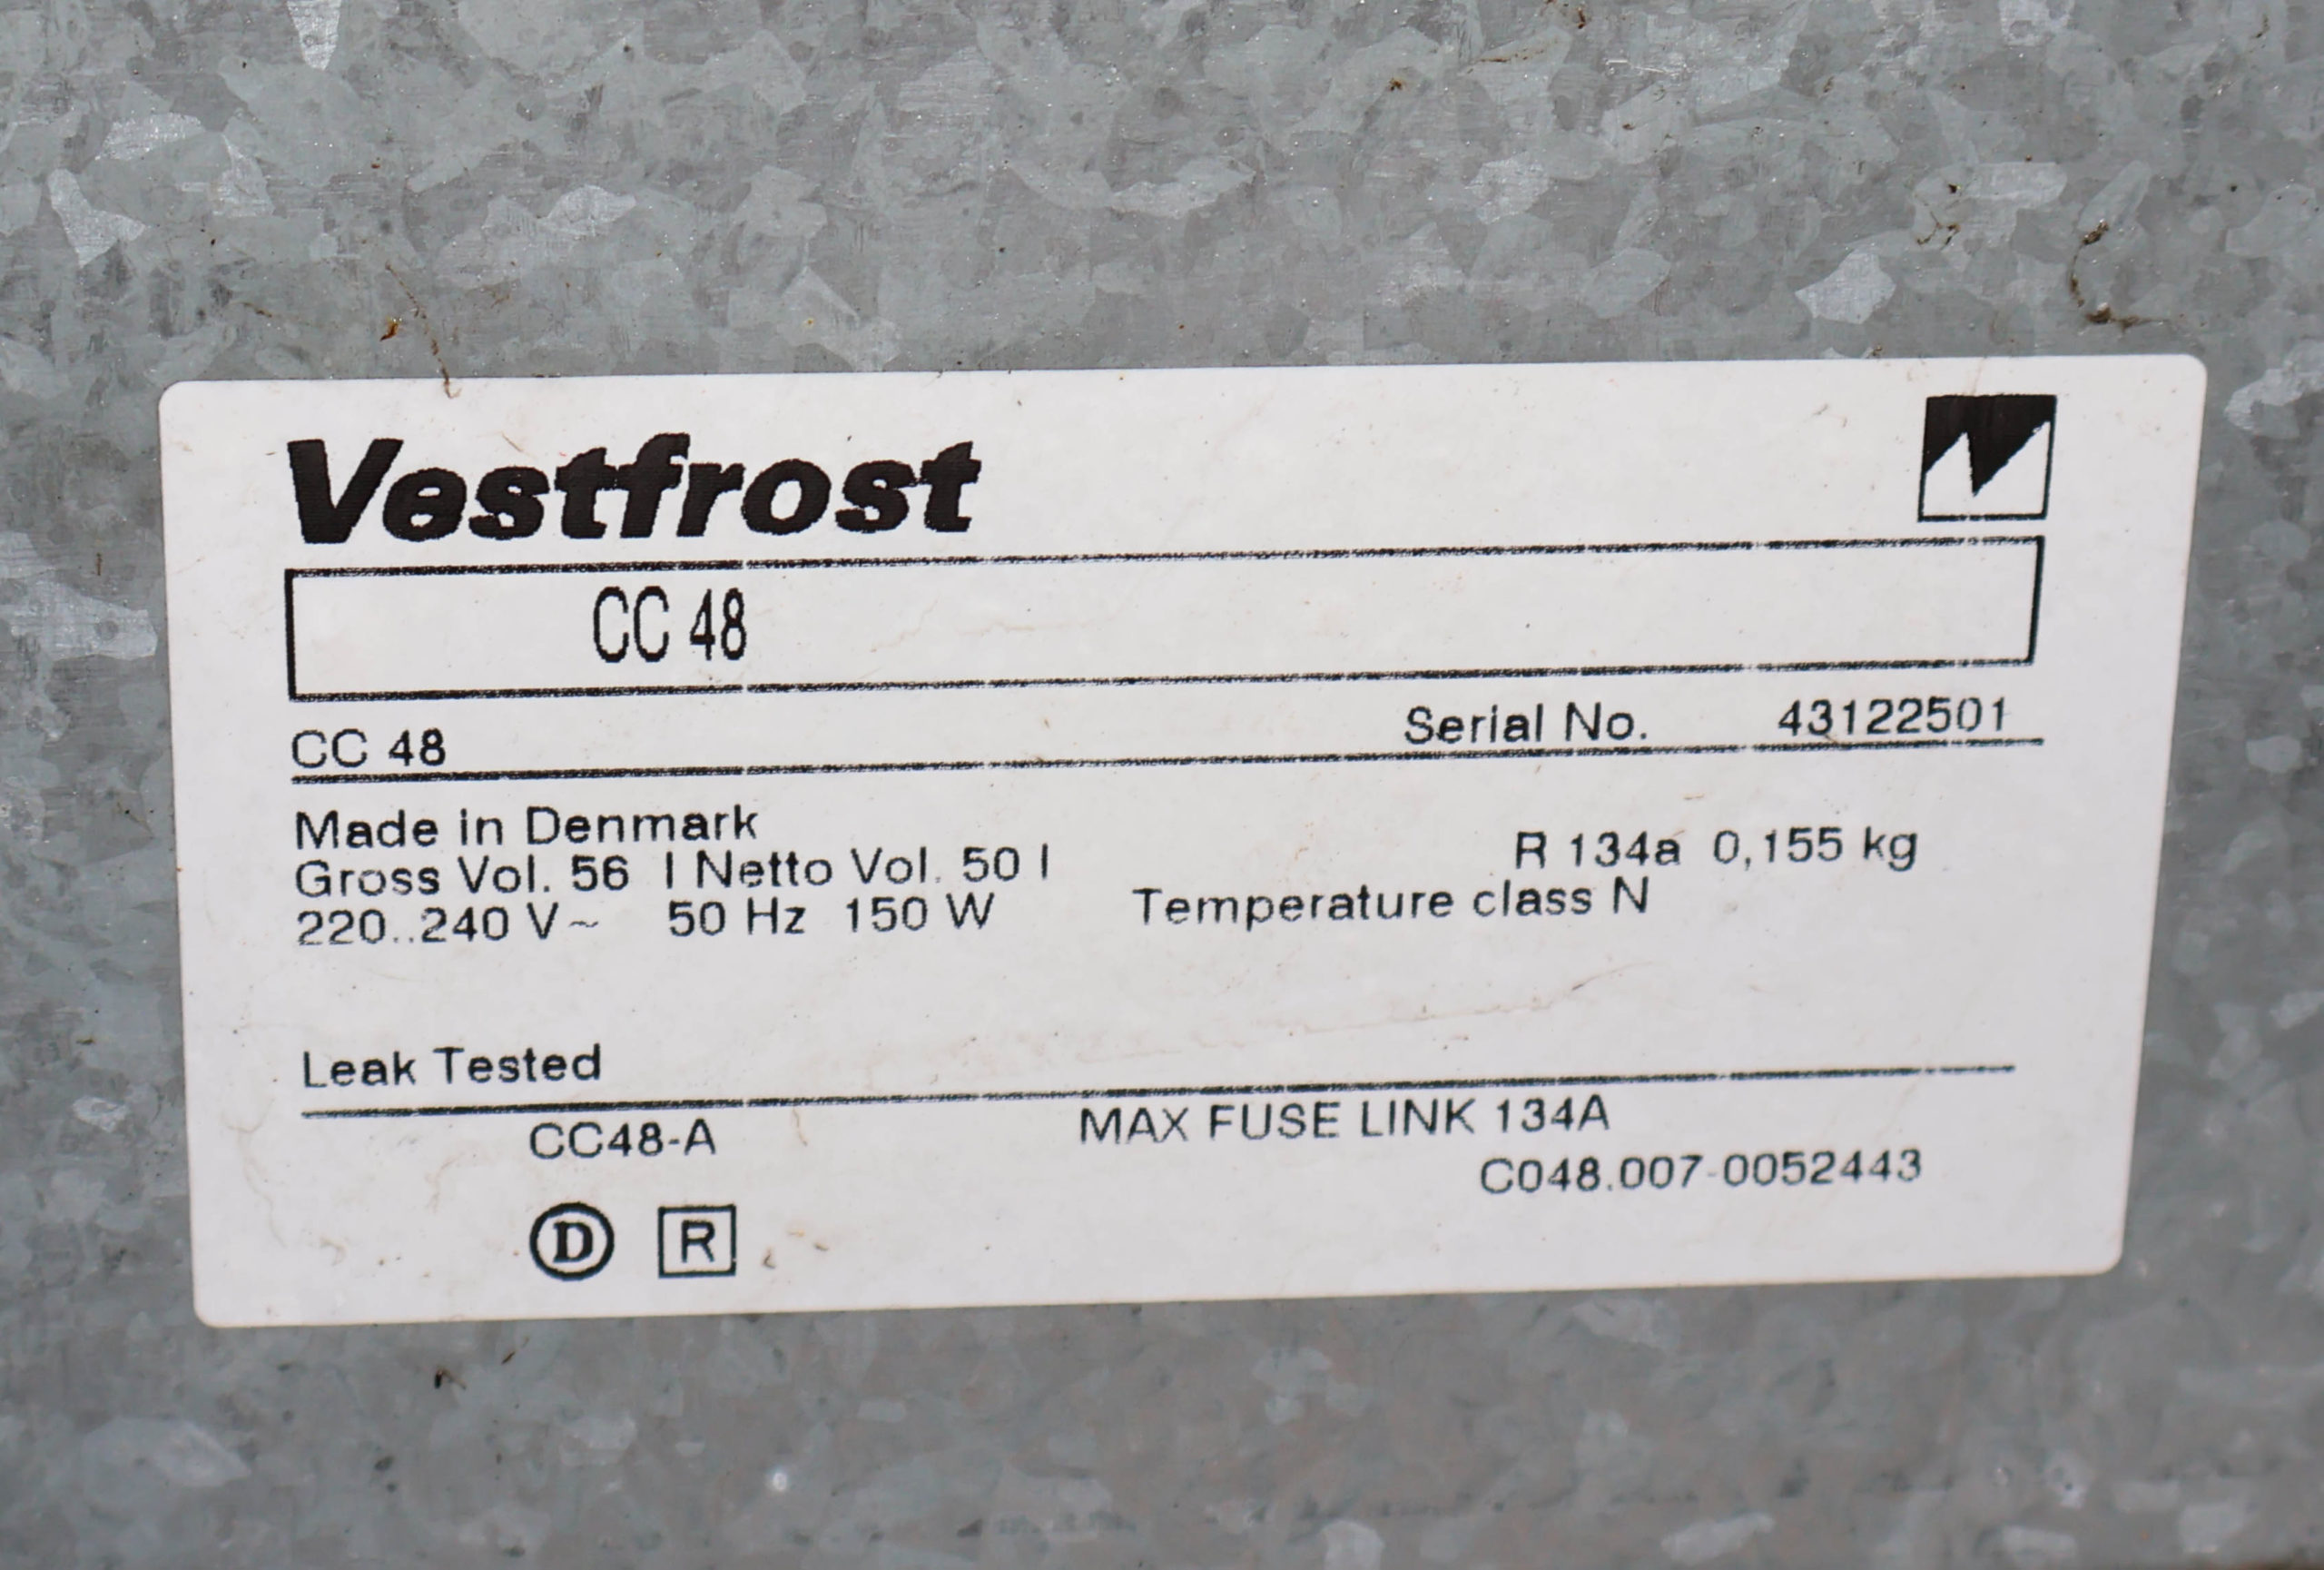 Vestfrost
CC 48
CC 48 Serial No. 43122501
Made in Denmark
R 134a 0,155 kg
Gross Vol. 56 l Netto Vol. 50 l
220..240 V~ 50 Hz 150 W Temperature class N
Leak Tested
CC48-A MAX FUSE LINK 134A
C048.007-0052443
D R